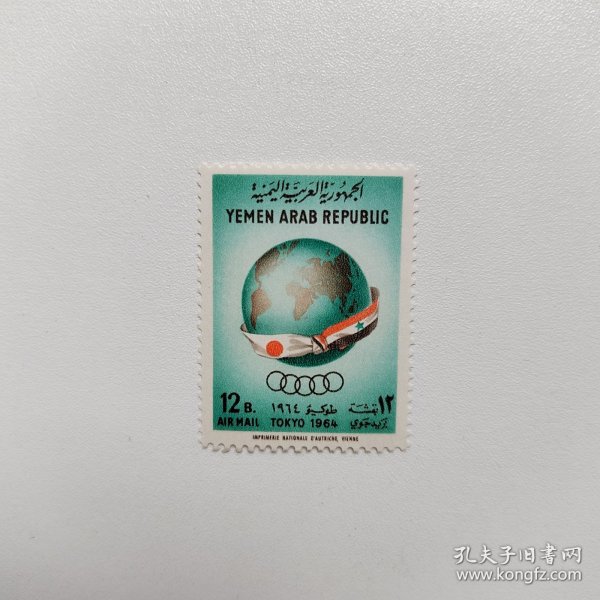 الجمهورية العربية اليمنية
YEMEN ARAB REPUBLIC
12 B. ١٩٦٤ طوكيو ١٢ بقشة
AIR MAIL TOKYO 1964 بريد جوي
IMPRIMERIE NATIONALE D'AUTRICHE, VIENNE
孔夫子旧书网
www.kongfz.com